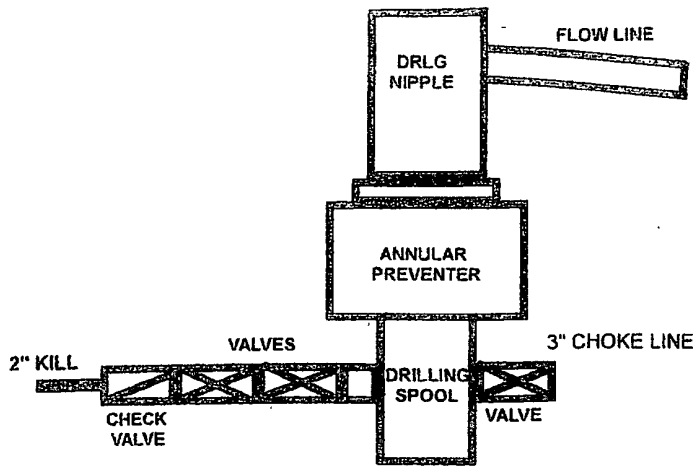 FLOW LINE
DRLG
NIPPLE
ANNULAR
PREVENTER
VALVES
3" CHOKE LINE
2" KILL
DRILLING
SPOOL
CHECK
VALVE
VALVE